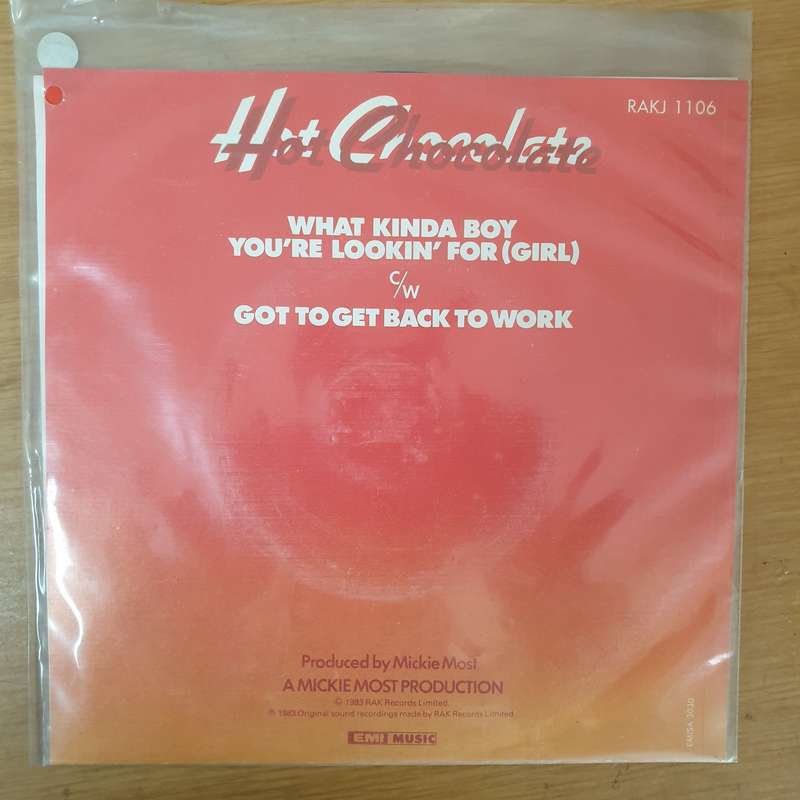 Hot Chocolate
RAKJ 1106
WHAT KINDA BOY
YOU'RE LOOKIN' FOR (GIRL)
c/w
GOT TO GET BACK TO WORK
Produced by Mickie Most
A MICKIE MOST PRODUCTION
© 1983 RAK Records Limited.
℗ 1983 Original sound recordings made by RAK Records Limited.
EMI MUSIC
EMISA 3030